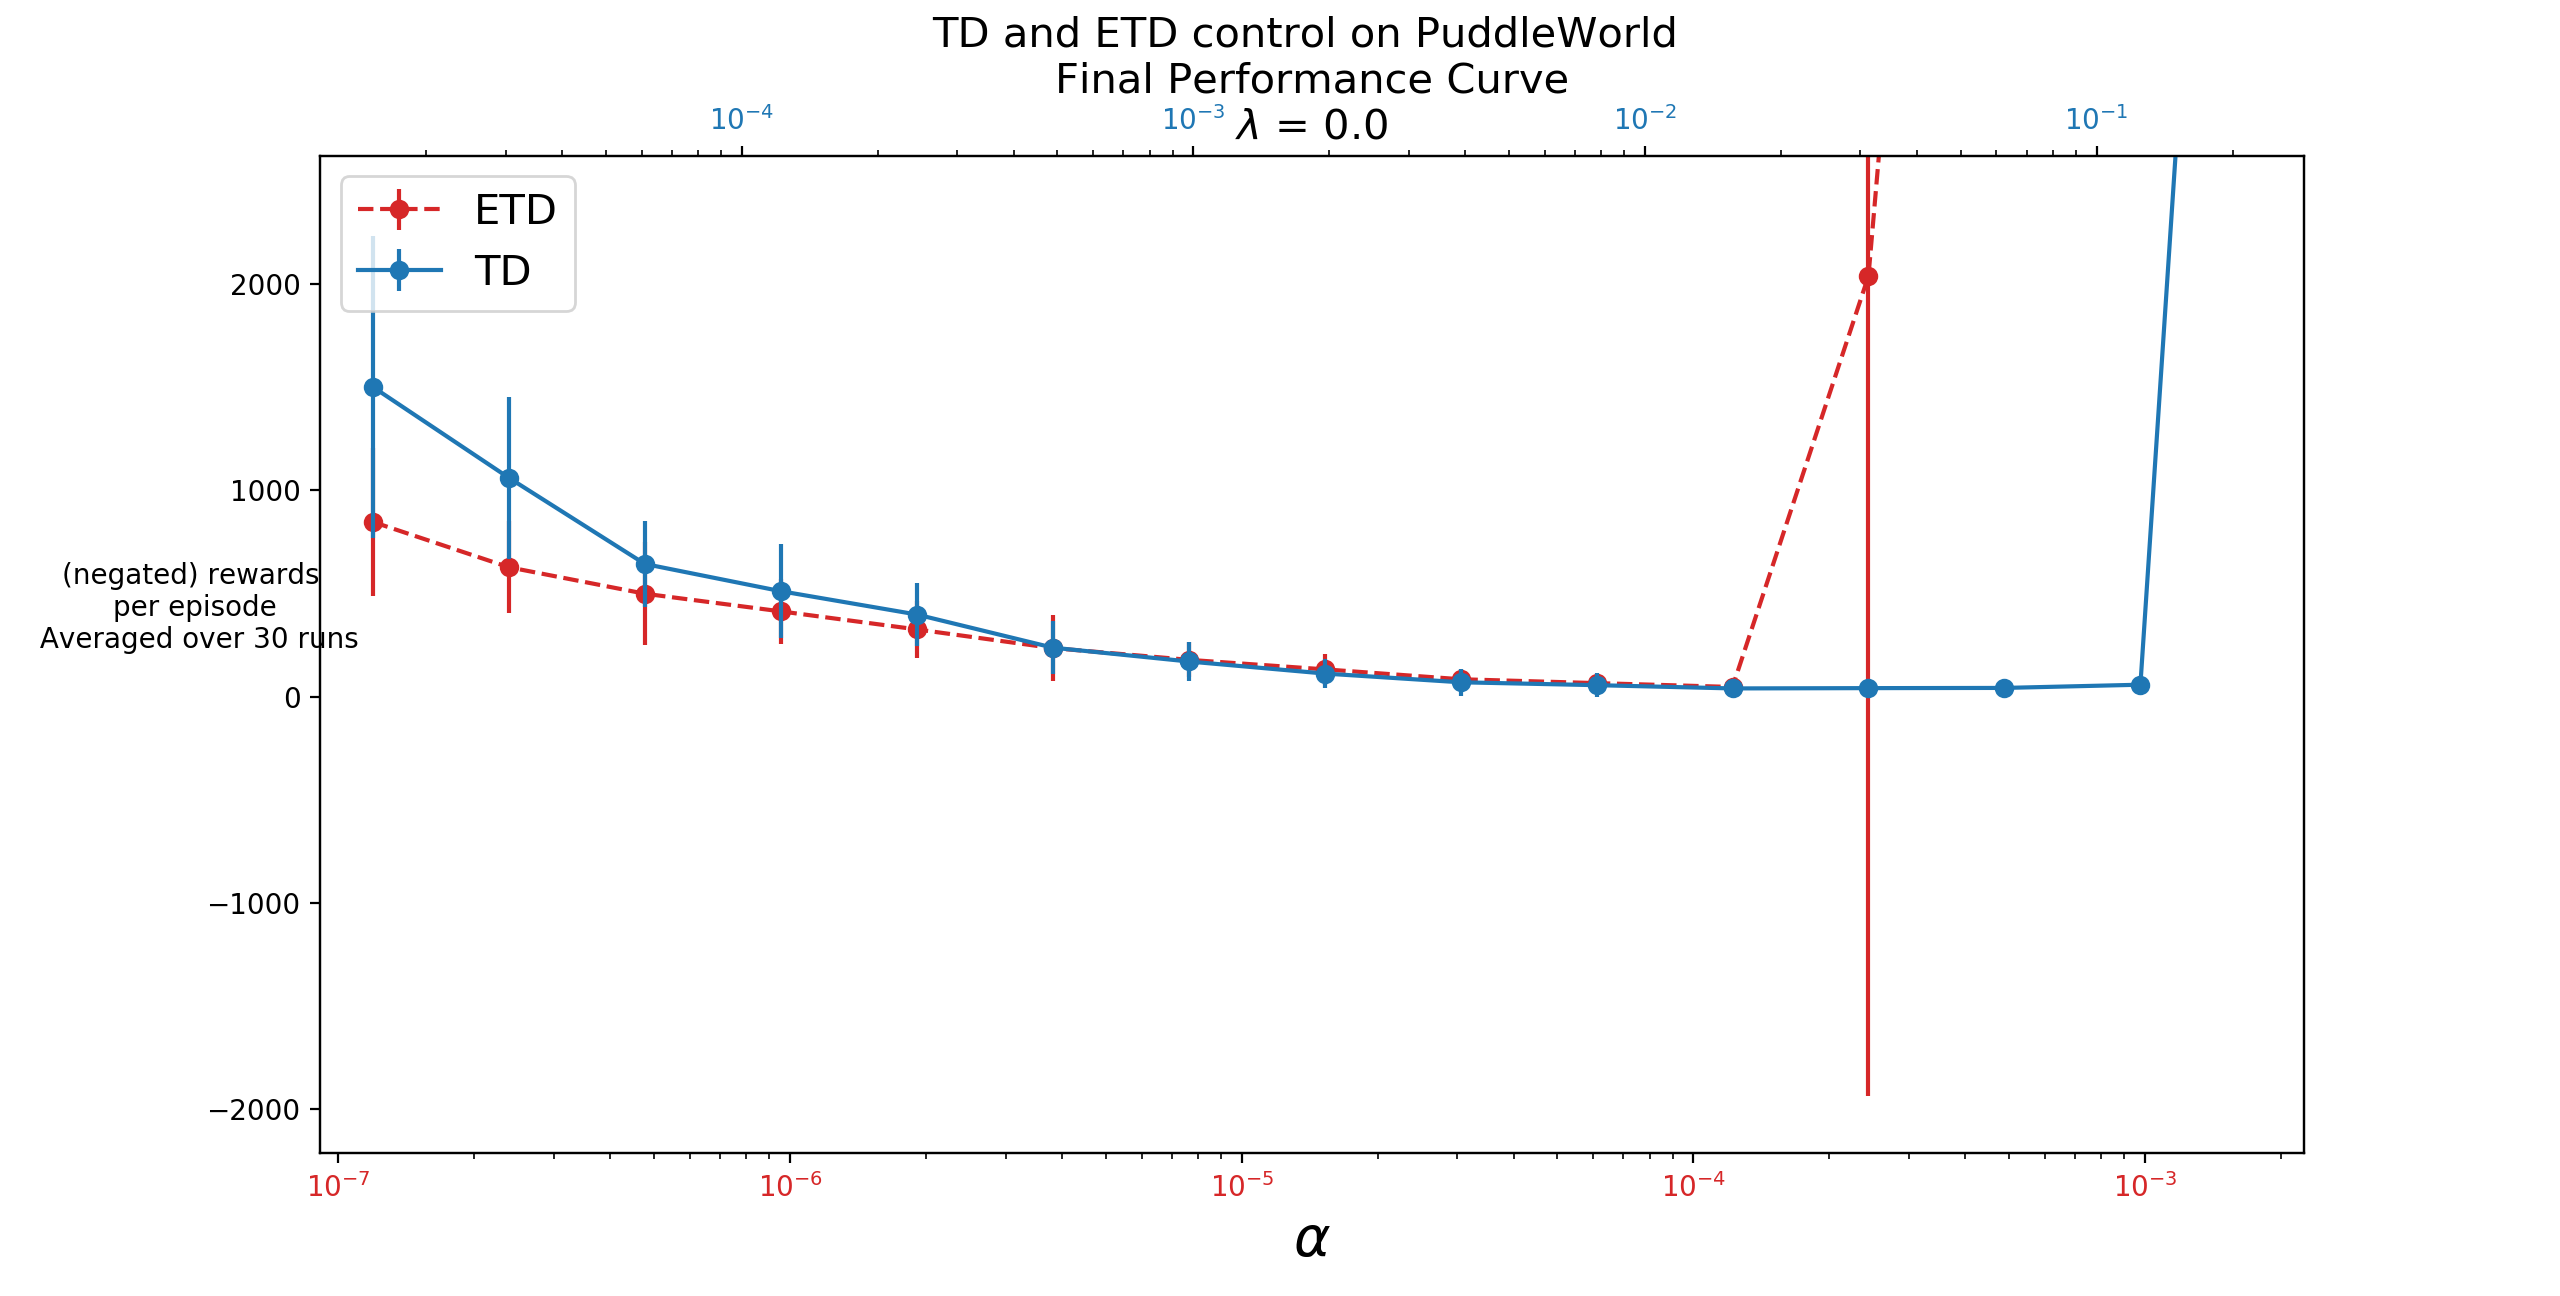 TD and ETD control on PuddleWorld
Final Performance Curve
λ = 0.0
10⁻⁴ 10⁻³ 10⁻² 10⁻¹
ETD
TD
2000
1000
(negated) rewards
per episode
Averaged over 30 runs
0
−1000
−2000
10⁻⁷ 10⁻⁶ 10⁻⁵ 10⁻⁴ 10⁻³
α